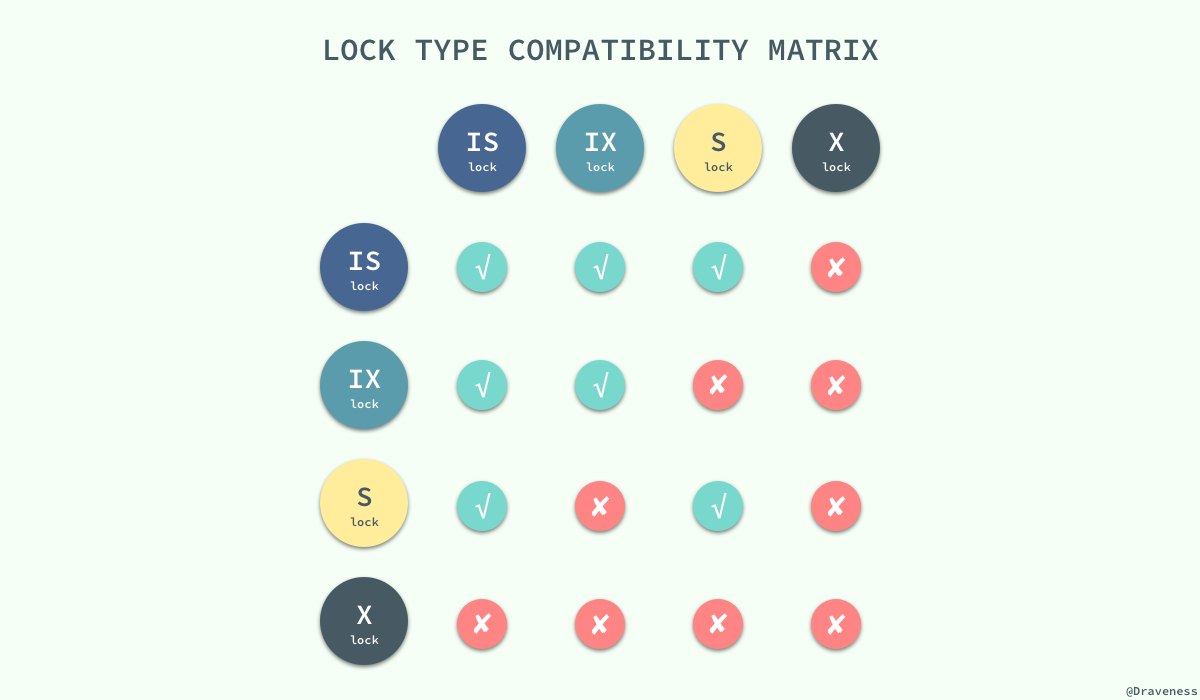 LOCK TYPE COMPATIBILITY MATRIX
IS IX S X
lock lock lock lock
IS √ √ √ ✘
lock
IX √ √ ✘ ✘
lock
S √ ✘ √ ✘
lock
X ✘ ✘ ✘ ✘
lock
@Draveness